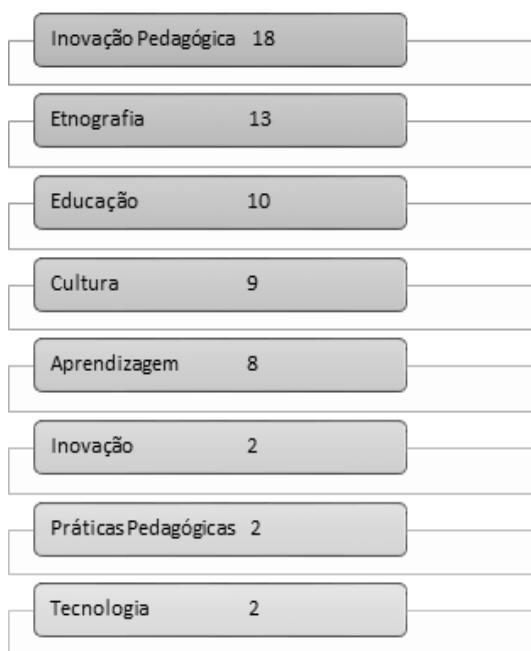 Inovação Pedagógica 18
Etnografia 13
Educação 10
Cultura 9
Aprendizagem 8
Inovação 2
Práticas Pedagógicas 2
Tecnologia 2